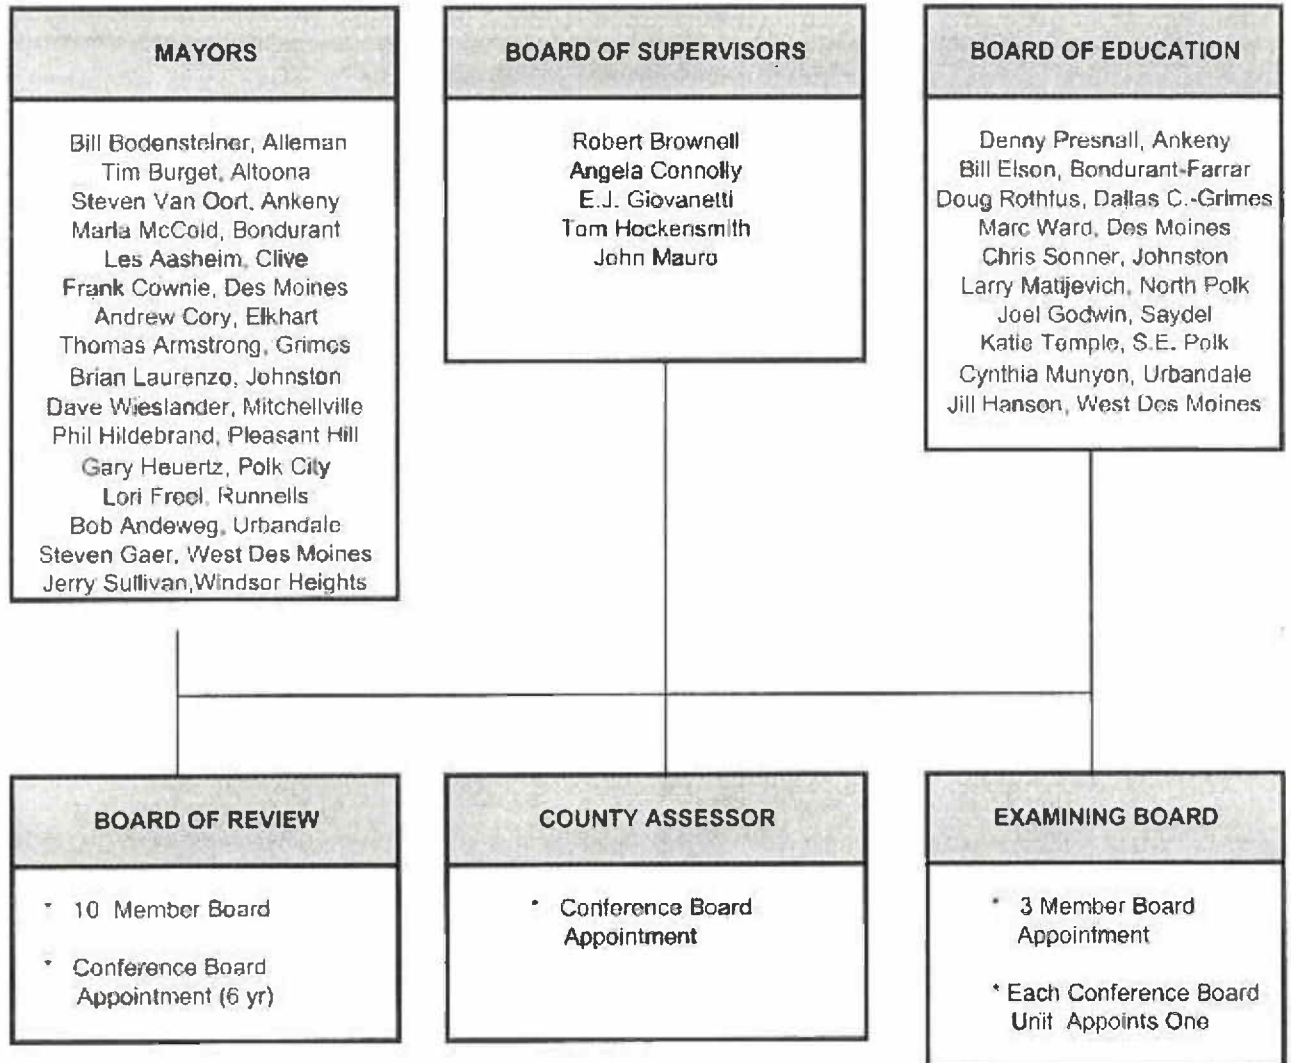 MAYORS
Bill Bodensteiner, Alleman
Tim Burget, Altoona
Steven Van Oort, Ankeny
Marla McCoid, Bondurant
Les Aasheim, Clive
Frank Cownie, Des Moines
Andrew Cory, Elkhart
Thomas Armstrong, Grimes
Brian Laurenzo, Johnston
Dave Wieslander, Mitchellville
Phil Hildebrand, Pleasant Hill
Gary Heuertz, Polk City
Lori Freel, Runnells
Bob Andeweg, Urbandale
Steven Gaer, West Des Moines
Jerry Sullivan,Windsor Heights
BOARD OF SUPERVISORS
Robert Brownell
Angela Connolly
E.J. Giovanetti
Tom Hockensmith
John Mauro
BOARD OF EDUCATION
Denny Presnall, Ankeny
Bill Elson, Bondurant-Farrar
Doug Rothfus, Dallas C.-Grimes
Marc Ward, Des Moines
Chris Sonner, Johnston
Larry Matijevich, North Polk
Joel Godwin, Saydel
Katie Temple, S.E. Polk
Cynthia Munyon, Urbandale
Jill Hanson, West Des Moines
BOARD OF REVIEW
* 10 Member Board
* Conference Board
Appointment (6 yr)
COUNTY ASSESSOR
* Conference Board
Appointment
EXAMINING BOARD
* 3 Member Board
Appointment
* Each Conference Board
Unit Appoints One